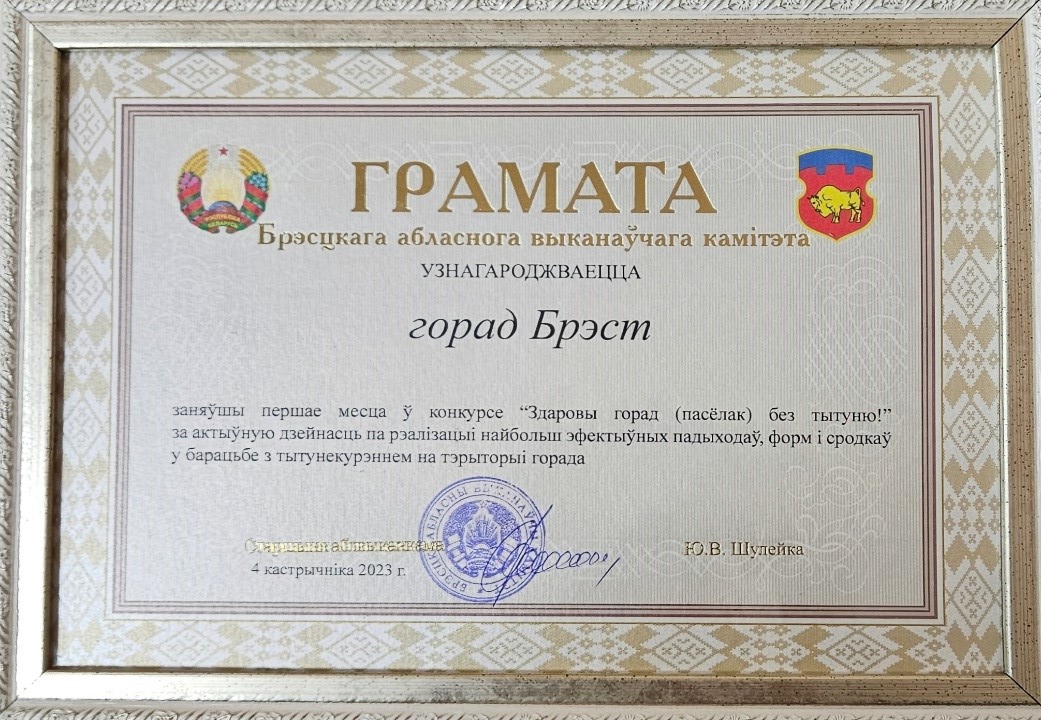 ГРАМАТА
Брэсцкага абласнога выканаўчага камітэта
УЗНАГАРОДЖВАЕЦЦА
горад Брэст
заняўшы першае месца ў конкурсе “Здаровы горад (пасёлак) без тытуню!”
за актыўную дзейнасць па рэалізацыі найбольш эфектыўных падыходаў, форм і сродкаў
у барацьбе з тытунекурэннем на тэрыторыі горада
Старшыня аблвыканкама
Ю.В. Шулейка
4 кастрычніка 2023 г.